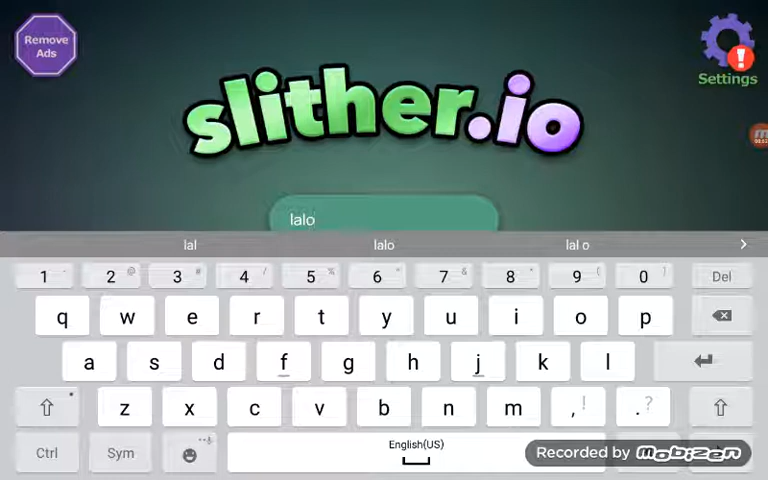 Remove
Ads
slither.io
!
Settings
lalo
lal lalo lal o >
1 2 @ 3 # 4 / 5 % 6 7 & 8 9 ( 0 ) Del
q w e r t y u i o p
a s d f g h j k l
z x c v b n m , ! . ?
Ctrl Sym English(US)
Recorded by mobizen